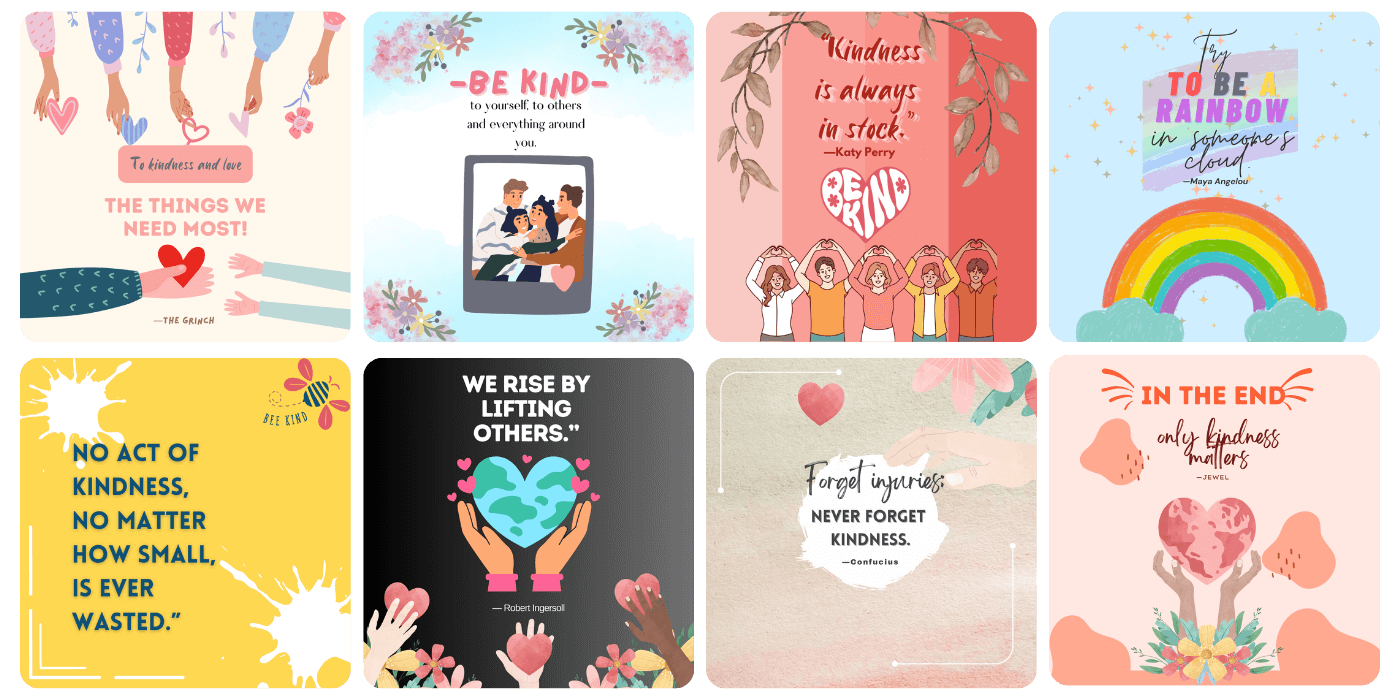 To kindness and love
THE THINGS WE
NEED MOST!
—THE GRINCH
-BE KIND-
to yourself, to others
and everything around
you.
"Kindness
is always
in stock."
—Katy Perry
BE
KIND
Try
TO BE A
RAINBOW
in someone's
cloud.
—Maya Angelou
BEE KIND
NO ACT OF
KINDNESS,
NO MATTER
HOW SMALL,
IS EVER
WASTED.”
WE RISE BY
LIFTING
OTHERS.”
— Robert Ingersoll
Forget injuries;
NEVER FORGET
KINDNESS.
—Confucius
IN THE END
only kindness
matters
—JEWEL